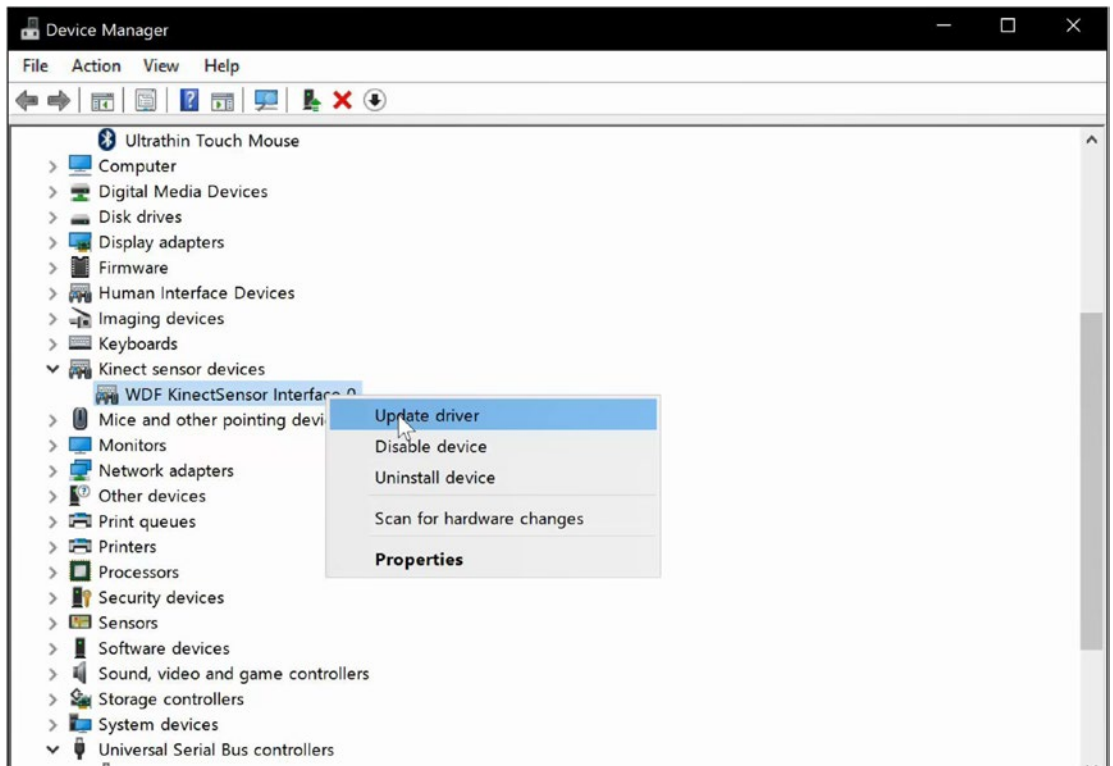 Device Manager
File Action View Help
Ultrathin Touch Mouse
Computer
Digital Media Devices
Disk drives
Display adapters
Firmware
Human Interface Devices
Imaging devices
Keyboards
Kinect sensor devices
WDF KinectSensor Interface 0
Mice and other pointing devi
Monitors
Network adapters
Other devices
Print queues
Printers
Processors
Security devices
Sensors
Software devices
Sound, video and game controllers
Storage controllers
System devices
Universal Serial Bus controllers
Update driver
Disable device
Uninstall device
Scan for hardware changes
Properties